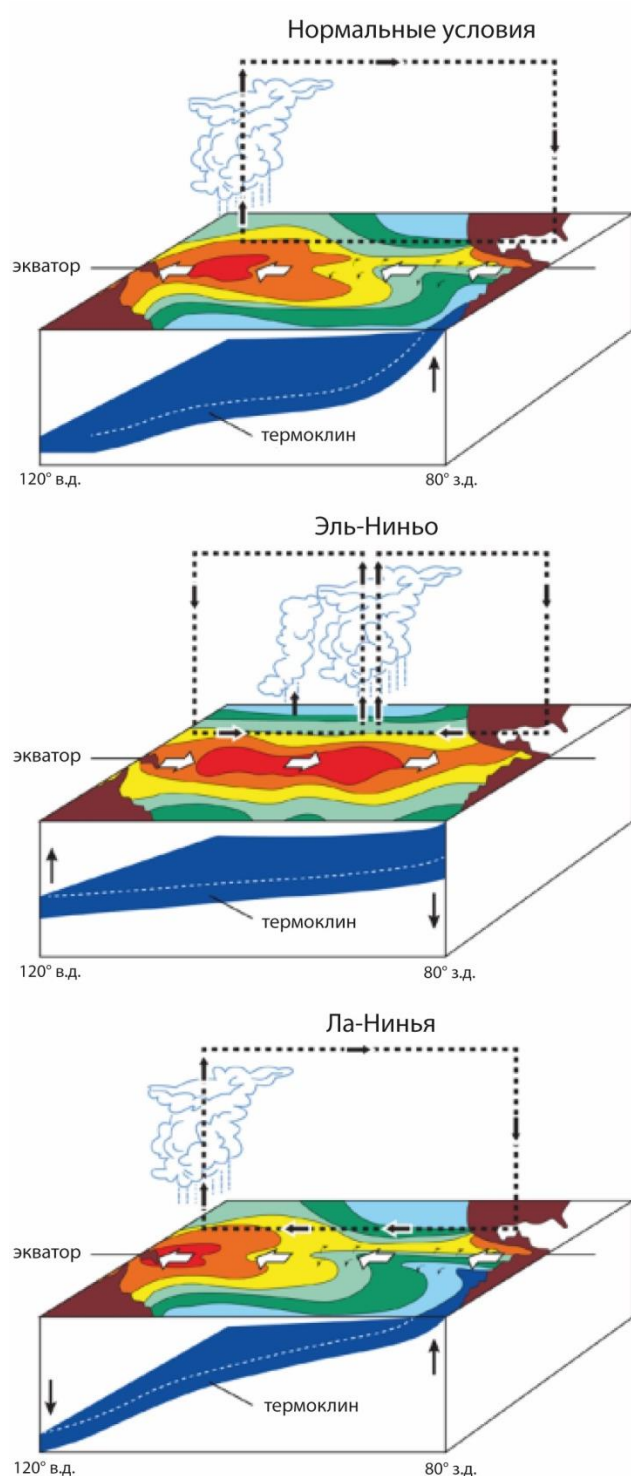 Нормальные условия
экватор
термоклин
120° в.д.
80° з.д.
Эль-Ниньо
экватор
термоклин
120° в.д.
80° з.д.
Ла-Нинья
экватор
термоклин
120° в.д.
80° з.д.